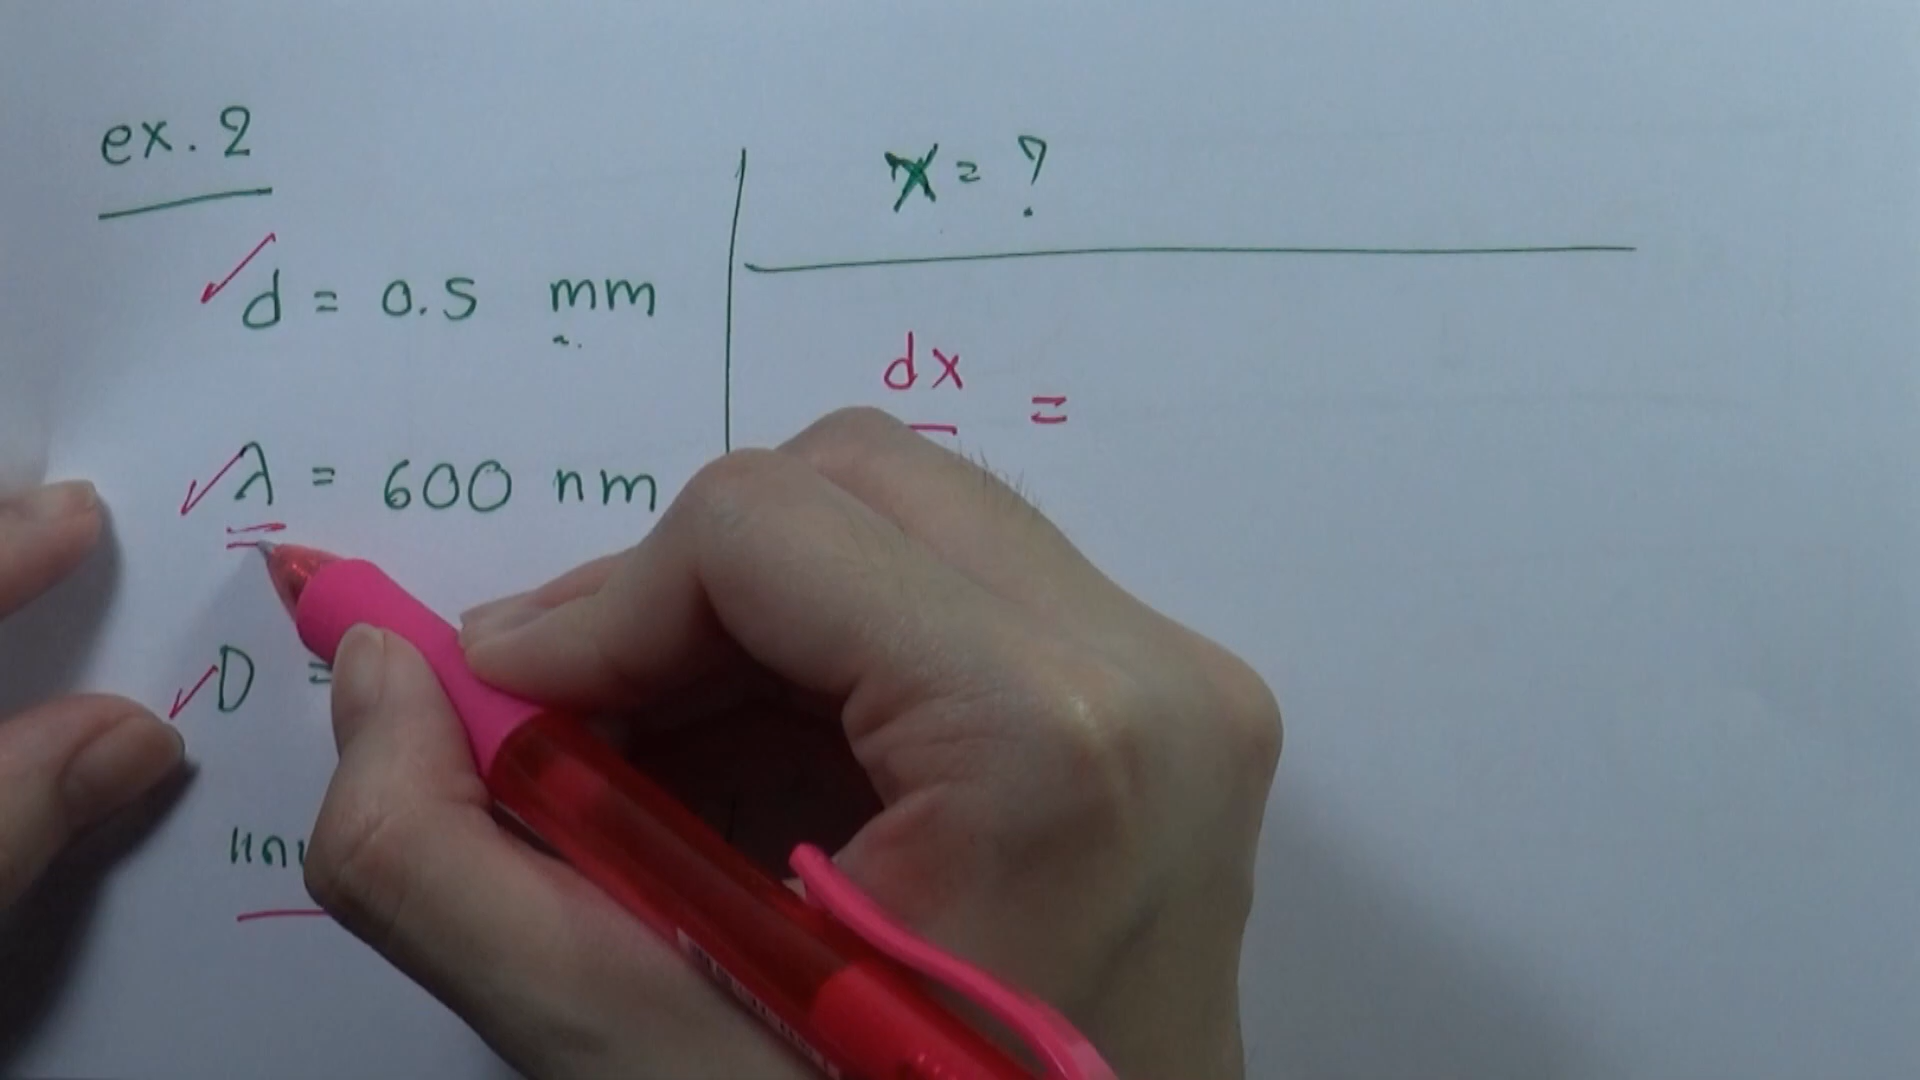 ex. 2
d = 0.5 mm
λ = 600 nm
D =
x = ?
dx =